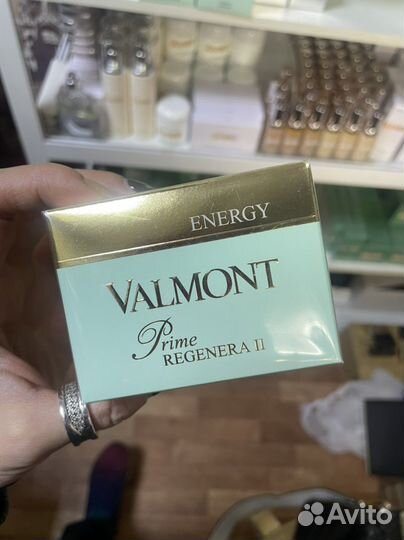 ENERGY
VALMONT
Prime
REGENERA II
Avito